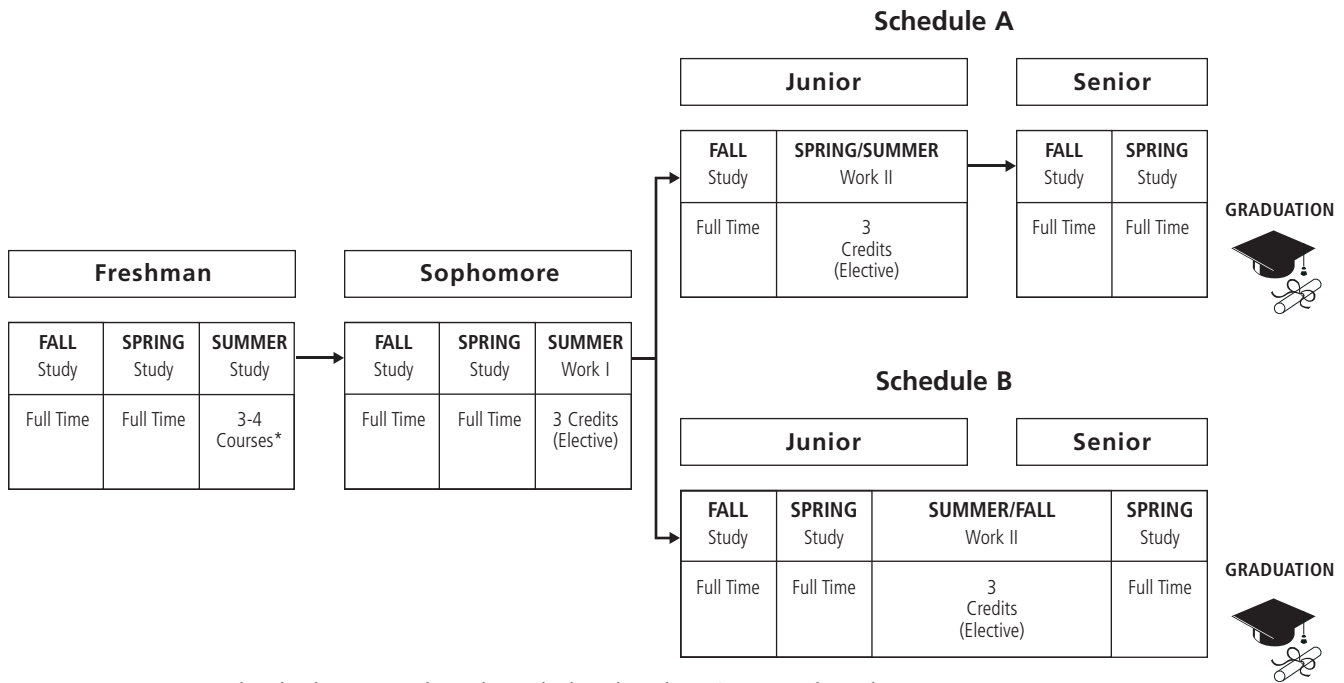 Schedule A
Junior
Senior
FALL
Study
Full Time
SPRING/SUMMER
Work II
3
Credits
(Elective)
FALL
Study
Full Time
SPRING
Study
Full Time
GRADUATION
Freshman
FALL
Study
Full Time
SPRING
Study
Full Time
SUMMER
Study
3-4
Courses*
Sophomore
FALL
Study
Full Time
SPRING
Study
Full Time
SUMMER
Work I
3 Credits
(Elective)
Schedule B
Junior
Senior
FALL
Study
Full Time
SPRING
Study
Full Time
SUMMER/FALL
Work II
3
Credits
(Elective)
SPRING
Study
Full Time
GRADUATION